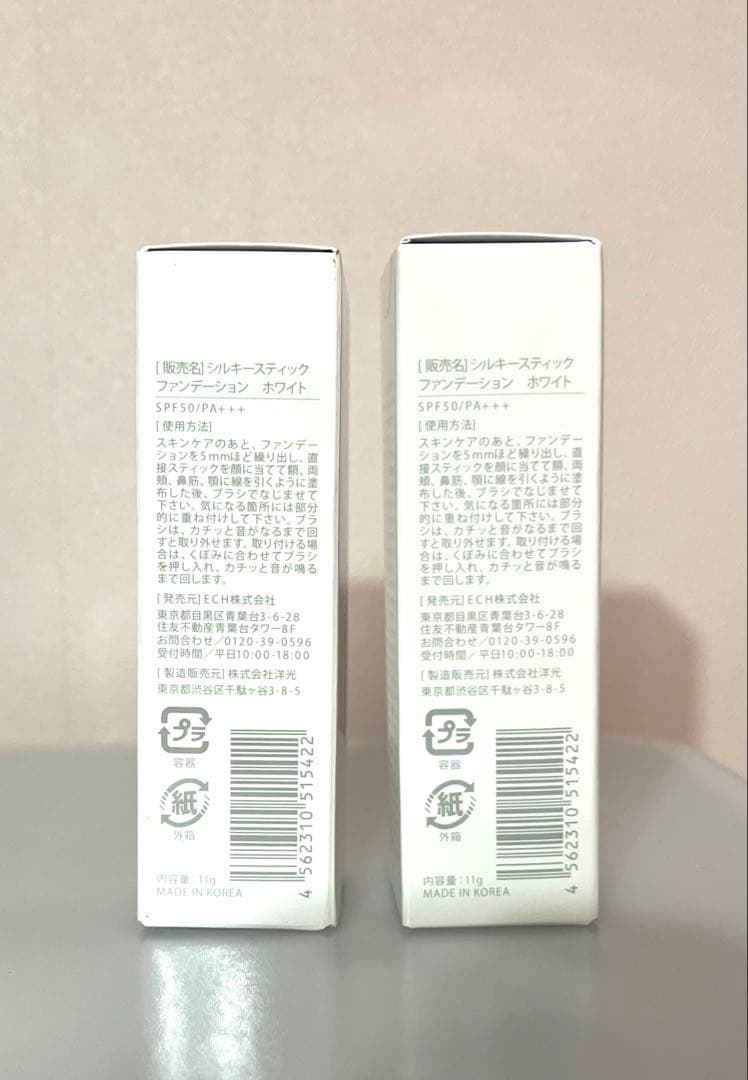 [ 販売名] シルキースティック
ファンデーション　ホワイト
SPF50/PA+++
[ 使用方法]
スキンケアのあと、ファンデー
ションを5mmほど繰り出し、直
接スティックを顔に当てて額、両
頬、鼻筋、顎に線を引くように塗
布した後、ブラシでなじませて
下さい。気になる箇所には部分
的に重ね付けして下さい。ブラ
シは、カチッと音がなるまで回
すと取り外せます。取り付ける場
合は、くぼみに合わせてブラシ
を押し入れ、カチッと音が鳴る
まで回します。
[ 発売元] ECH株式会社
東京都目黒区青葉台3-6-28
住友不動産青葉台タワー8F
お問合わせ／0120-39-0596
受付時間／平日10:00-18:00
[ 製造販売元] 株式会社洋光
東京都渋谷区千駄ヶ谷3-8-5
プラ
容器
紙
外箱
内容量：11g
MADE IN KOREA
4 562310 515422
[ 販売名] シルキースティック
ファンデーション　ホワイト
SPF50/PA+++
[ 使用方法]
スキンケアのあと、ファンデー
ションを5mmほど繰り出し、直
接スティックを顔に当てて額、両
頬、鼻筋、顎に線を引くように塗
布した後、ブラシでなじませて
下さい。気になる箇所には部分
的に重ね付けして下さい。ブラ
シは、カチッと音がなるまで回
すと取り外せます。取り付ける場
合は、くぼみに合わせてブラシ
を押し入れ、カチッと音が鳴る
まで回します。
[ 発売元] ECH株式会社
東京都目黒区青葉台3-6-28
住友不動産青葉台タワー8F
お問合わせ／0120-39-0596
受付時間／平日10:00-18:00
[ 製造販売元] 株式会社洋光
東京都渋谷区千駄ヶ谷3-8-5
プラ
容器
紙
外箱
内容量：11g
MADE IN KOREA
4 562310 515422